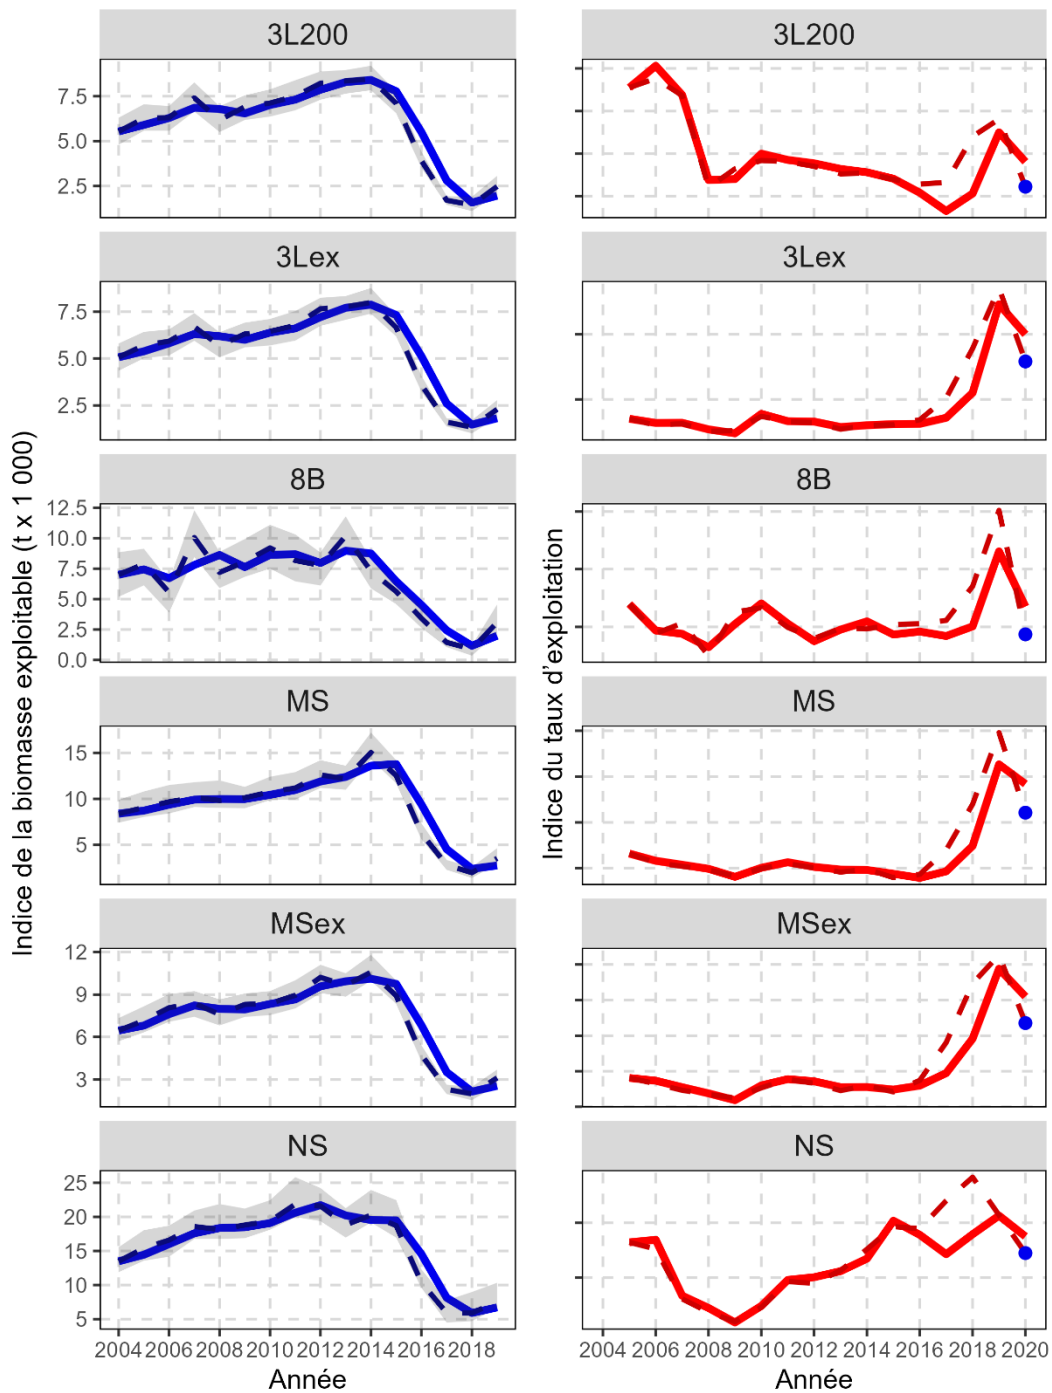 3L200
3L200
7.5
5.0
2.5
3Lex
3Lex
7.5
5.0
2.5
8B
8B
12.5
10.0
7.5
5.0
2.5
0.0
MS
MS
15
10
5
MSex
MSex
12
9
6
3
NS
NS
25
20
15
10
5
2004 2006 2008 2010 2012 2014 2016 2018
2004 2006 2008 2010 2012 2014 2016 2018 2020
Année
Année
Indice de la biomasse exploitable (t x 1 000)
Indice du taux d'exploitation